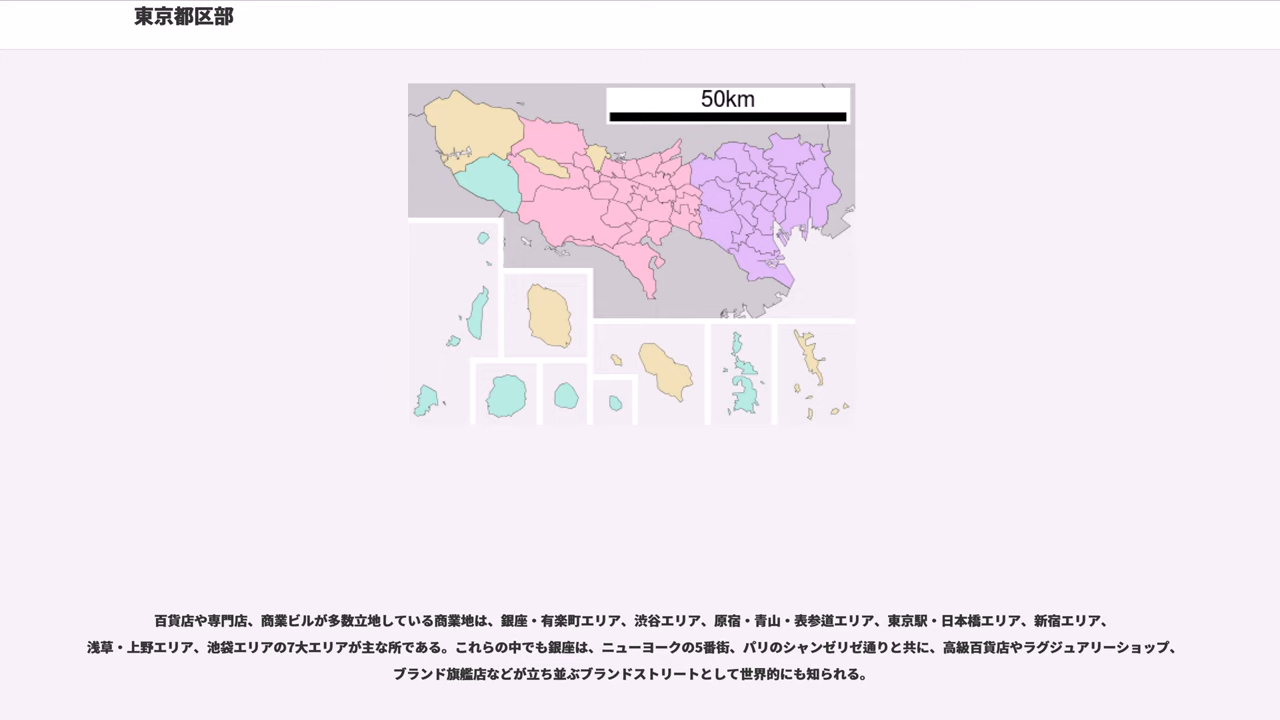 東京都区部
50km
百貨店や専門店、商業ビルが多数立地している商業地は、銀座・有楽町エリア、渋谷エリア、原宿・青山・表参道エリア、東京駅・日本橋エリア、新宿エリア、
浅草・上野エリア、池袋エリアの7大エリアが主な所である。これらの中でも銀座は、ニューヨークの5番街、パリのシャンゼリゼ通りと共に、高級百貨店やラグジュアリーショップ、
ブランド旗艦店などが立ち並ぶブランドストリートとして世界的にも知られる。